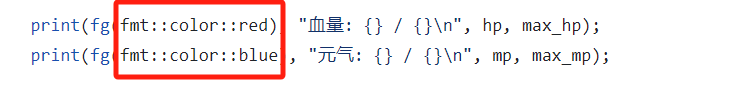 print(fg(fmt::color::red), "血量: {} / {}\n", hp, max_hp);
print(fg(fmt::color::blue), "元气: {} / {}\n", mp, max_mp);